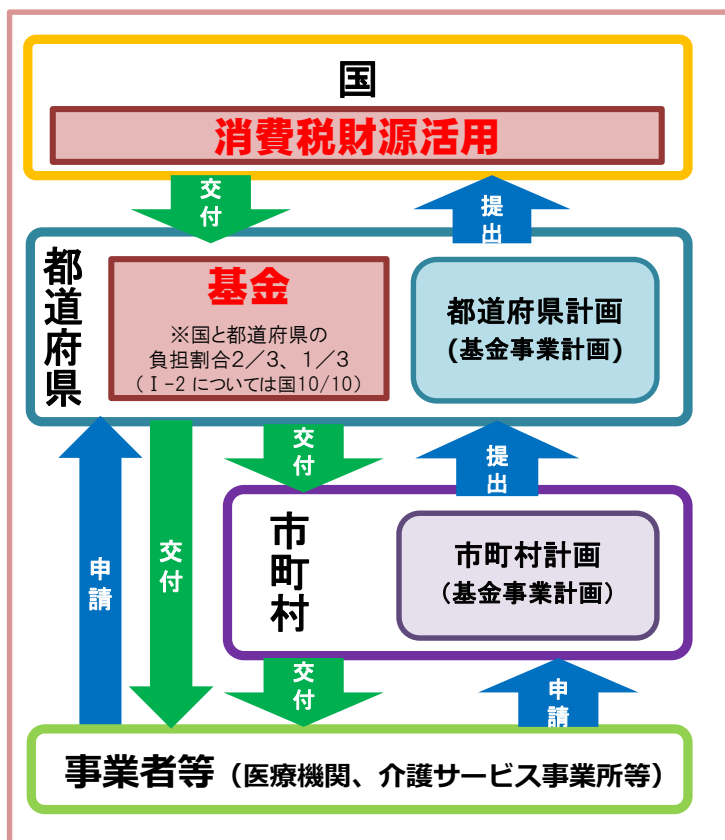 国
消費税財源活用
交付
提出
都道府県
基金
※国と都道府県の
負担割合2／3、1／3
（Ⅰ-2 については国10/10）
都道府県計画
(基金事業計画)
交付
提出
申請
交付
市町村
市町村計画
（基金事業計画）
交付
申請
事業者等（医療機関、介護サービス事業所等）